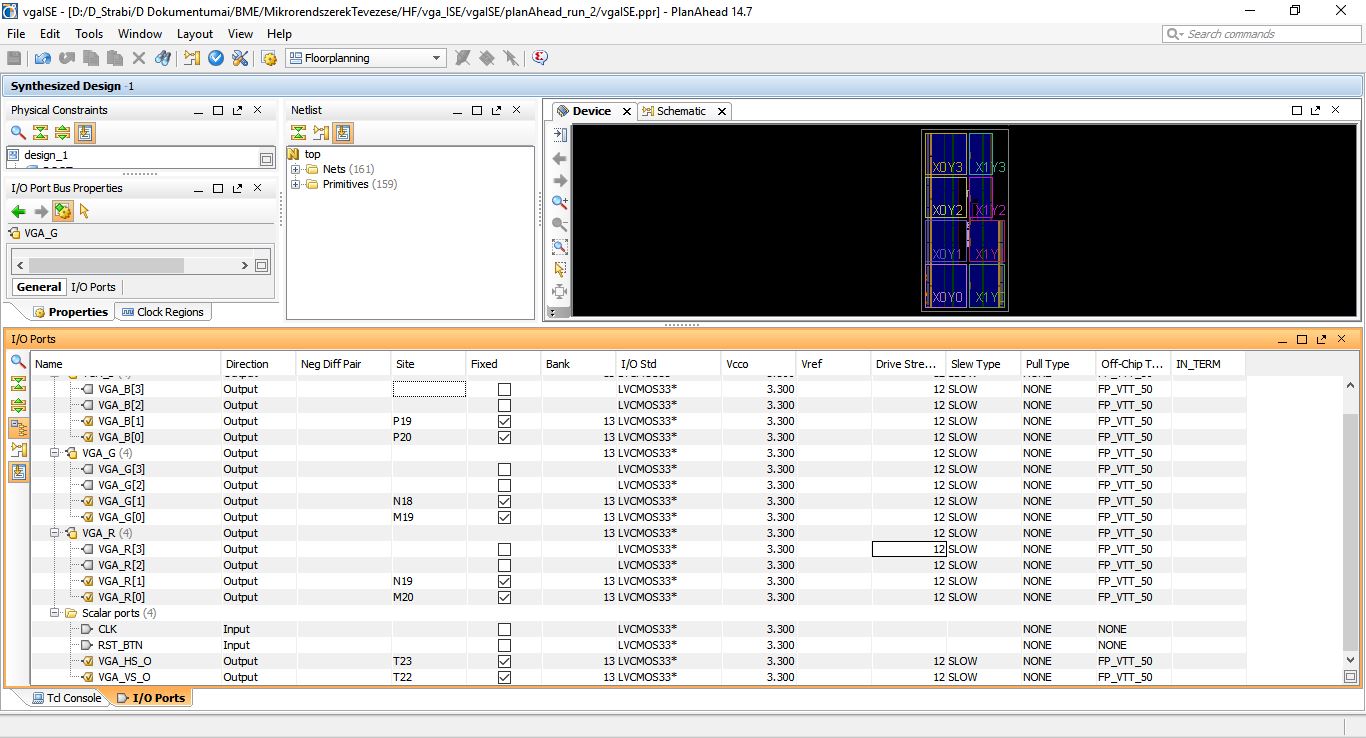 vgaISE - [D:/D_Strabi/D Dokumentumai/BME/MikrorendszerekTevezese/HF/vga_ISE/vgaISE/planAhead_run_2/vgaISE.ppr] - PlanAhead 14.7
File Edit Tools Window Layout View Help
Search commands
Floorplanning
Synthesized Design -1
Physical Constraints
design_1
I/O Port Bus Properties
VGA_G
General I/O Ports
Properties Clock Regions
Netlist
top
Nets (161)
Primitives (159)
Device Schematic
X0Y3 X1Y3
X0Y2 X1Y2
X0Y1 X1Y1
X0Y0 X1Y0
I/O Ports
Name Direction Neg Diff Pair Site Fixed Bank I/O Std Vcco Vref Drive Stre... Slew Type Pull Type Off-Chip T... IN_TERM
VGA_B[3] Output LVCMOS33* 3.300 12 SLOW NONE FP_VTT_50
VGA_B[2] Output LVCMOS33* 3.300 12 SLOW NONE FP_VTT_50
VGA_B[1] Output P19 13 LVCMOS33* 3.300 12 SLOW NONE FP_VTT_50
VGA_B[0] Output P20 13 LVCMOS33* 3.300 12 SLOW NONE FP_VTT_50
VGA_G (4) Output 13 LVCMOS33* 3.300 12 SLOW NONE FP_VTT_50
VGA_G[3] Output LVCMOS33* 3.300 12 SLOW NONE FP_VTT_50
VGA_G[2] Output LVCMOS33* 3.300 12 SLOW NONE FP_VTT_50
VGA_G[1] Output N18 13 LVCMOS33* 3.300 12 SLOW NONE FP_VTT_50
VGA_G[0] Output M19 13 LVCMOS33* 3.300 12 SLOW NONE FP_VTT_50
VGA_R (4) Output 13 LVCMOS33* 3.300 12 SLOW NONE FP_VTT_50
VGA_R[3] Output LVCMOS33* 3.300 12 SLOW NONE FP_VTT_50
VGA_R[2] Output LVCMOS33* 3.300 12 SLOW NONE FP_VTT_50
VGA_R[1] Output N19 13 LVCMOS33* 3.300 12 SLOW NONE FP_VTT_50
VGA_R[0] Output M20 13 LVCMOS33* 3.300 12 SLOW NONE FP_VTT_50
Scalar ports (4)
CLK Input LVCMOS33* 3.300 NONE NONE
RST_BTN Input LVCMOS33* 3.300 NONE NONE
VGA_HS_O Output T23 13 LVCMOS33* 3.300 12 SLOW NONE FP_VTT_50
VGA_VS_O Output T22 13 LVCMOS33* 3.300 12 SLOW NONE FP_VTT_50
Tcl Console I/O Ports